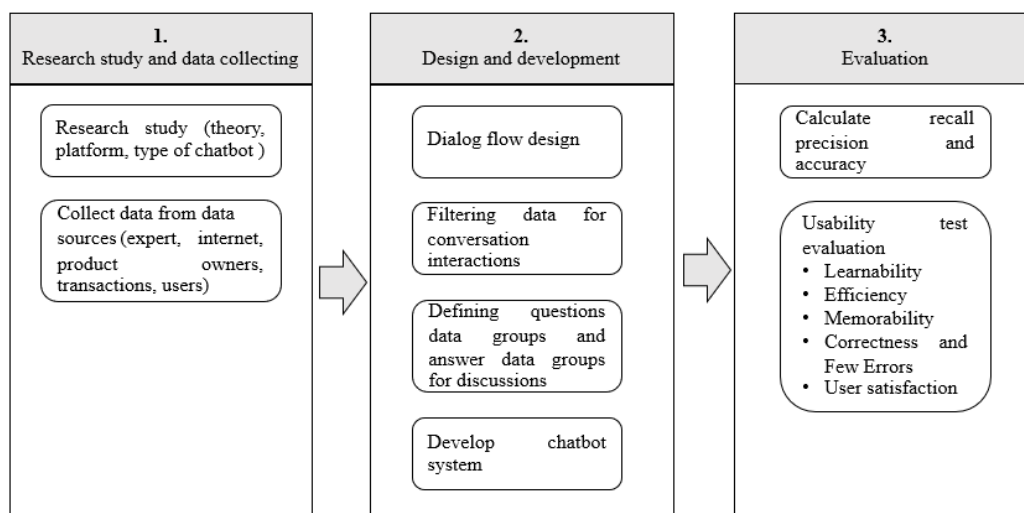 1.
Research study and data collecting
Research study (theory,
platform, type of chatbot )
Collect data from data
sources (expert, internet,
product owners,
transactions, users)
2.
Design and development
Dialog flow design
Filtering data for
conversation
interactions
Defining questions
data groups and
answer data groups
for discussions
Develop chatbot
system
3.
Evaluation
Calculate recall
precision and
accuracy
Usability test
evaluation
• Learnability
• Efficiency
• Memorability
• Correctness and
Few Errors
• User satisfaction